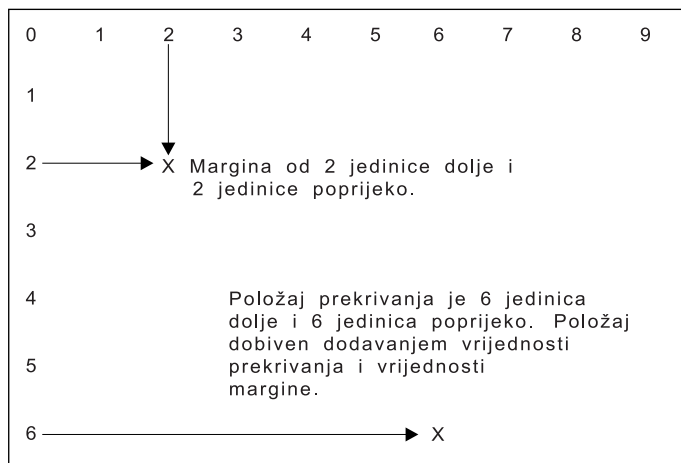 0 1 2 3 4 5 6 7 8 9
1
2 X Margina od 2 jedinice dolje i
2 jedinice poprijeko.
3
4 Položaj prekrivanja je 6 jedinica
dolje i 6 jedinica poprijeko. Položaj
dobiven dodavanjem vrijednosti
5 prekrivanja i vrijednosti
margine.
6 X